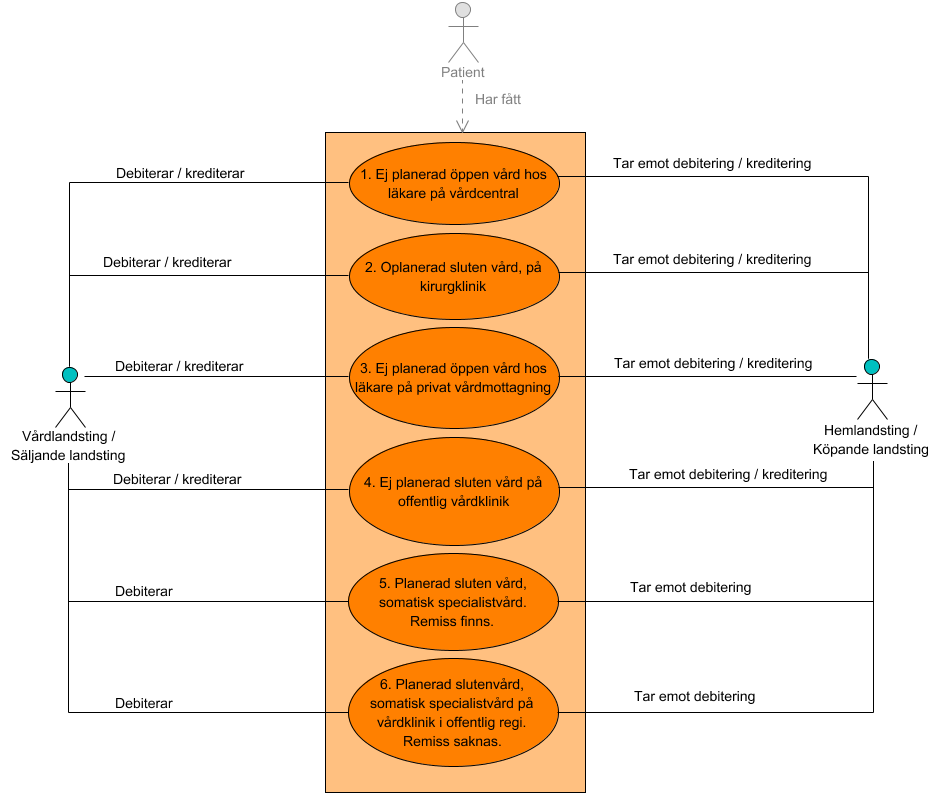 Patient
Har fått
Debiterar / krediterar
1. Ej planerad öppen vård hos
läkare på vårdcentral
Tar emot debitering / kreditering
Debiterar / krediterar
2. Oplanerad sluten vård, på
kirurgklinik
Tar emot debitering / kreditering
Debiterar / krediterar
3. Ej planerad öppen vård hos
läkare på privat vårdmottagning
Tar emot debitering / kreditering
Vårdlandsting /
Säljande landsting
Hemlandsting /
Köpande landsting
Debiterar / krediterar
4. Ej planerad sluten vård på
offentlig vårdklinik
Tar emot debitering / kreditering
Debiterar
5. Planerad sluten vård,
somatisk specialistvård.
Remiss finns.
Tar emot debitering
Debiterar
6. Planerad slutenvård,
somatisk specialistvård på
vårdklinik i offentlig regi.
Remiss saknas.
Tar emot debitering